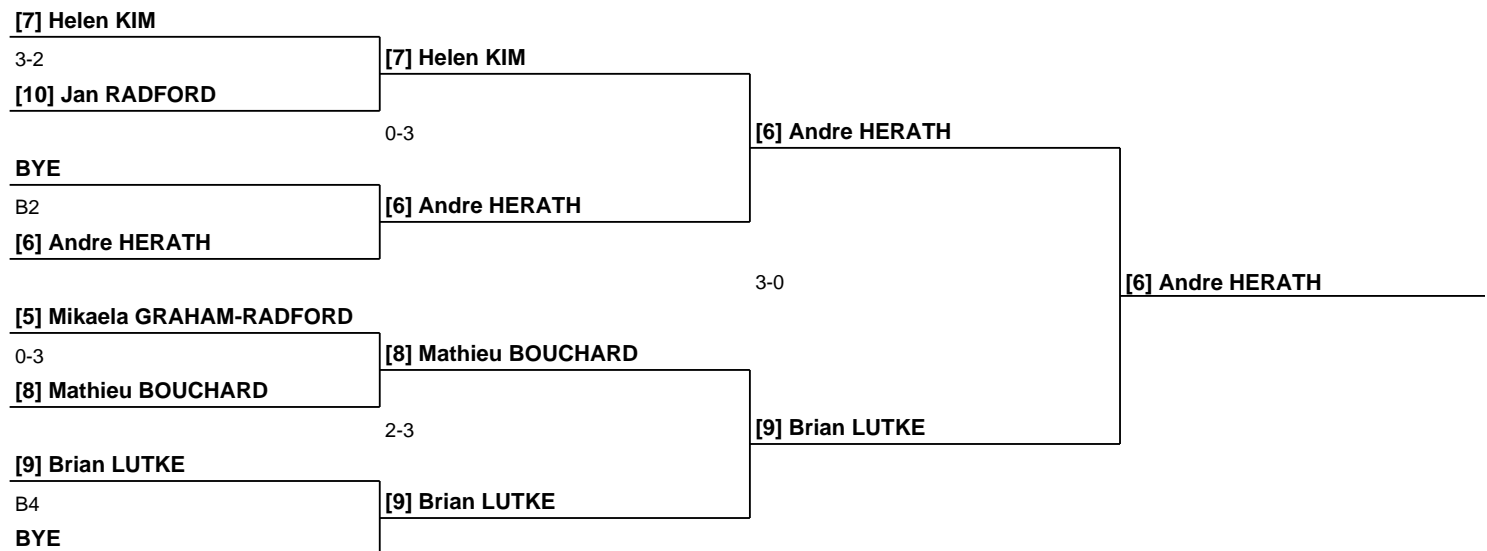 [7] Helen KIM
3-2
[7] Helen KIM
[10] Jan RADFORD
0-3
[6] Andre HERATH
BYE
B2
[6] Andre HERATH
[6] Andre HERATH
3-0
[6] Andre HERATH
[5] Mikaela GRAHAM-RADFORD
0-3
[8] Mathieu BOUCHARD
[8] Mathieu BOUCHARD
2-3
[9] Brian LUTKE
[9] Brian LUTKE
B4
[9] Brian LUTKE
BYE